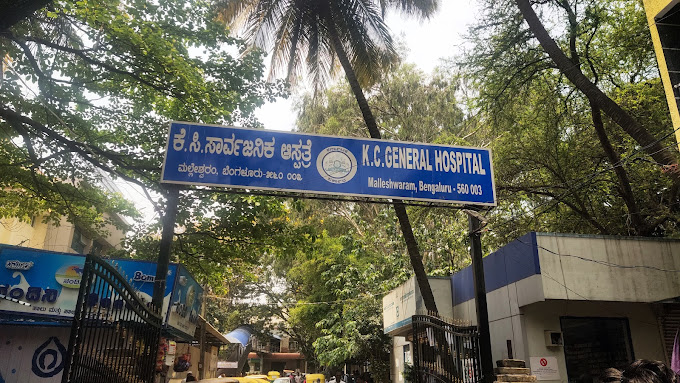 ಕೆ.ಸಿ.ಸಾರ್ವಜನಿಕ ಆಸ್ಪತ್ರೆ
ಮಲ್ಲೇಶ್ವರಂ, ಬೆಂಗಳೂರು-೫೬೦ ೦೦೩
K.C.GENERAL HOSPITAL
Malleshwaram, Bengaluru - 560 003
ನಂದಿನಿ